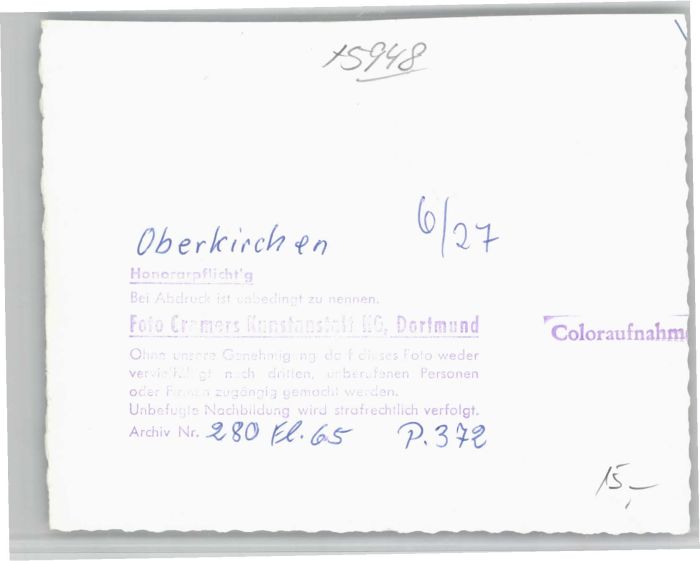 +5948
6/27
Oberkirchen
Honorarpflicht'g
Bei Abdruck ist unbedingt zu nennen.
Foto Cramers Kunstanstalt KG, Dortmund
Coloraufnahm
Ohne unsere Genehmigung darf dieses Foto weder
vervielfältigt noch dritten, unberufenen Personen
oder Firmen zugängig gemacht werden.
Unbefugte Nachbildung wird strafrechtlich verfolgt.
Archiv Nr. 280 Fl. 65 P. 372
15,-